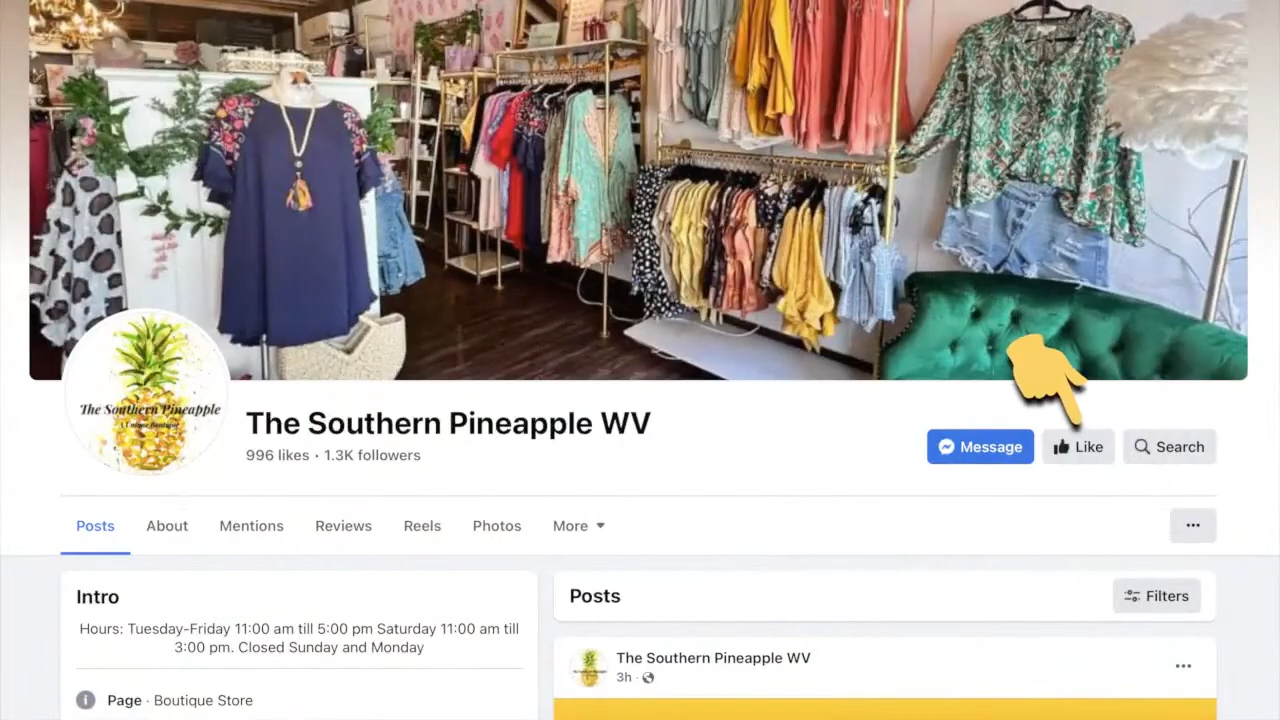 The Southern Pineapple
A Unique Boutique
The Southern Pineapple WV
996 likes · 1.3K followers
Message
Like
Search
Posts
About
Mentions
Reviews
Reels
Photos
More
Intro
Hours: Tuesday-Friday 11:00 am till 5:00 pm Saturday 11:00 am till
3:00 pm. Closed Sunday and Monday
Page · Boutique Store
Posts
Filters
The Southern Pineapple WV
3h ·